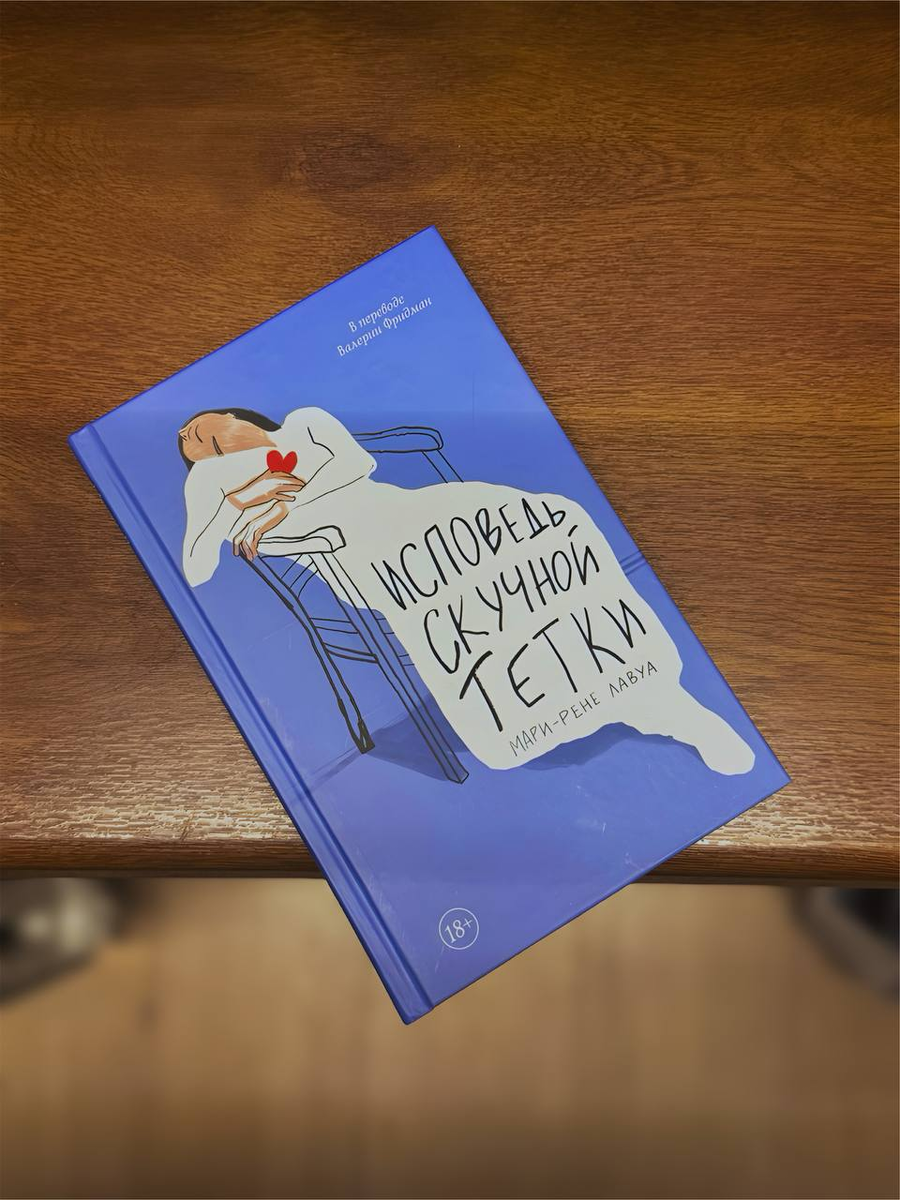 В переводе
Валерии Фридман
ИСПОВЕДЬ
СКУЧНОЙ
ТЕТКИ
МАРИ-РЕНЕ ЛАВУА
18+